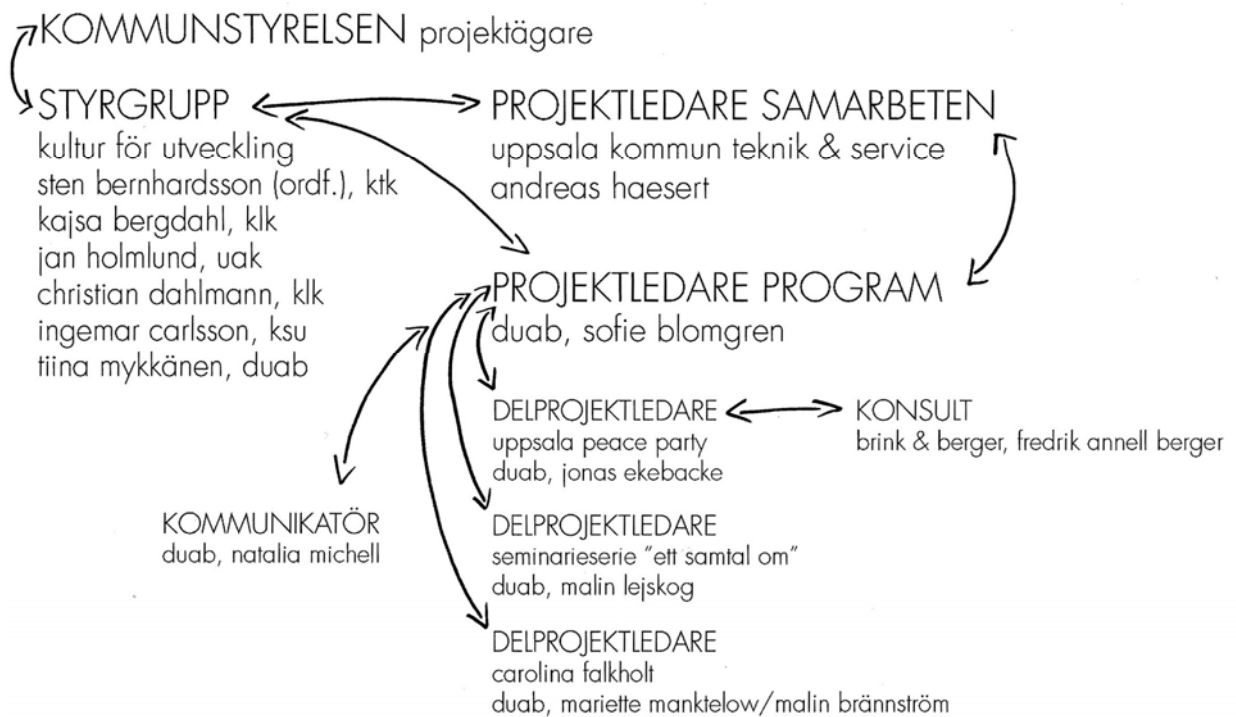 KOMMUNSTYRELSEN projektägare
STYRGRUPP
kultur för utveckling
sten bernhardsson (ordf.), ktk
kajsa bergdahl, klk
jan holmlund, uak
christian dahlmann, klk
ingemar carlsson, ksu
tiina mykkänen, duab
PROJEKTLEDARE SAMARBETEN
uppsala kommun teknik & service
andreas haesert
PROJEKTLEDARE PROGRAM
duab, sofie blomgren
DELPROJEKTLEDARE
uppsala peace party
duab, jonas ekebacke
KONSULT
brink & berger, fredrik annell berger
KOMMUNIKATÖR
duab, natalia michell
DELPROJEKTLEDARE
seminarieserie "ett samtal om"
duab, malin lejskog
DELPROJEKTLEDARE
carolina falkholt
duab, mariette manktelow/malin brännström